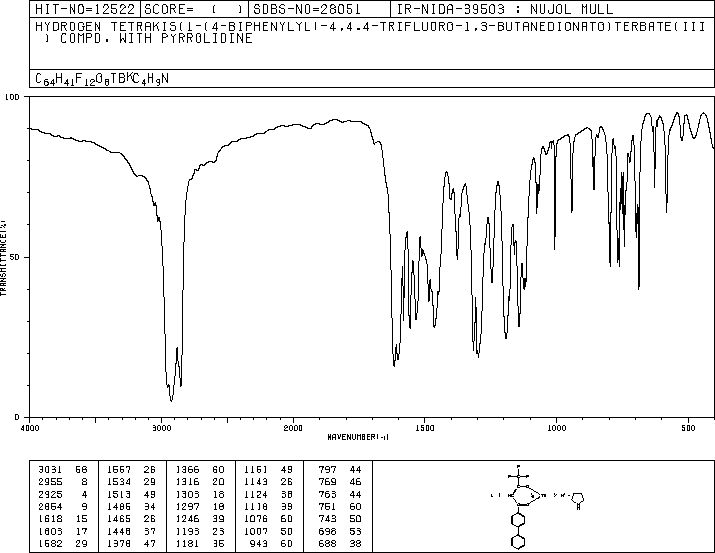 HIT-NO=12522 SCORE= ( ) SDBS-NO=28051 IR-NIDA-39503 : NUJOL MULL
HYDROGEN TETRAKIS(1-(4-BIPHENYLYL)-4,4,4-TRIFLUORO-1,3-BUTANEDIONATO)TERBATE(III
) COMPD. WITH PYRROLIDINE
C64H41F12O8TBKC4H9N
100
TRANSMITTANCE(%)
50
0
4000 3000 2000 1500 1000 500
WAVENUMBER(-1)
3031 58 1567 26 1366 60 1161 49 797 44
2955 8 1534 29 1316 20 1143 26 769 46
2925 4 1513 49 1303 18 1124 38 763 44
2854 9 1486 34 1297 18 1118 39 751 60
1618 15 1465 26 1246 39 1076 60 743 50
1603 17 1448 37 1193 23 1007 50 698 53
1582 29 1378 47 1181 36 943 60 688 38